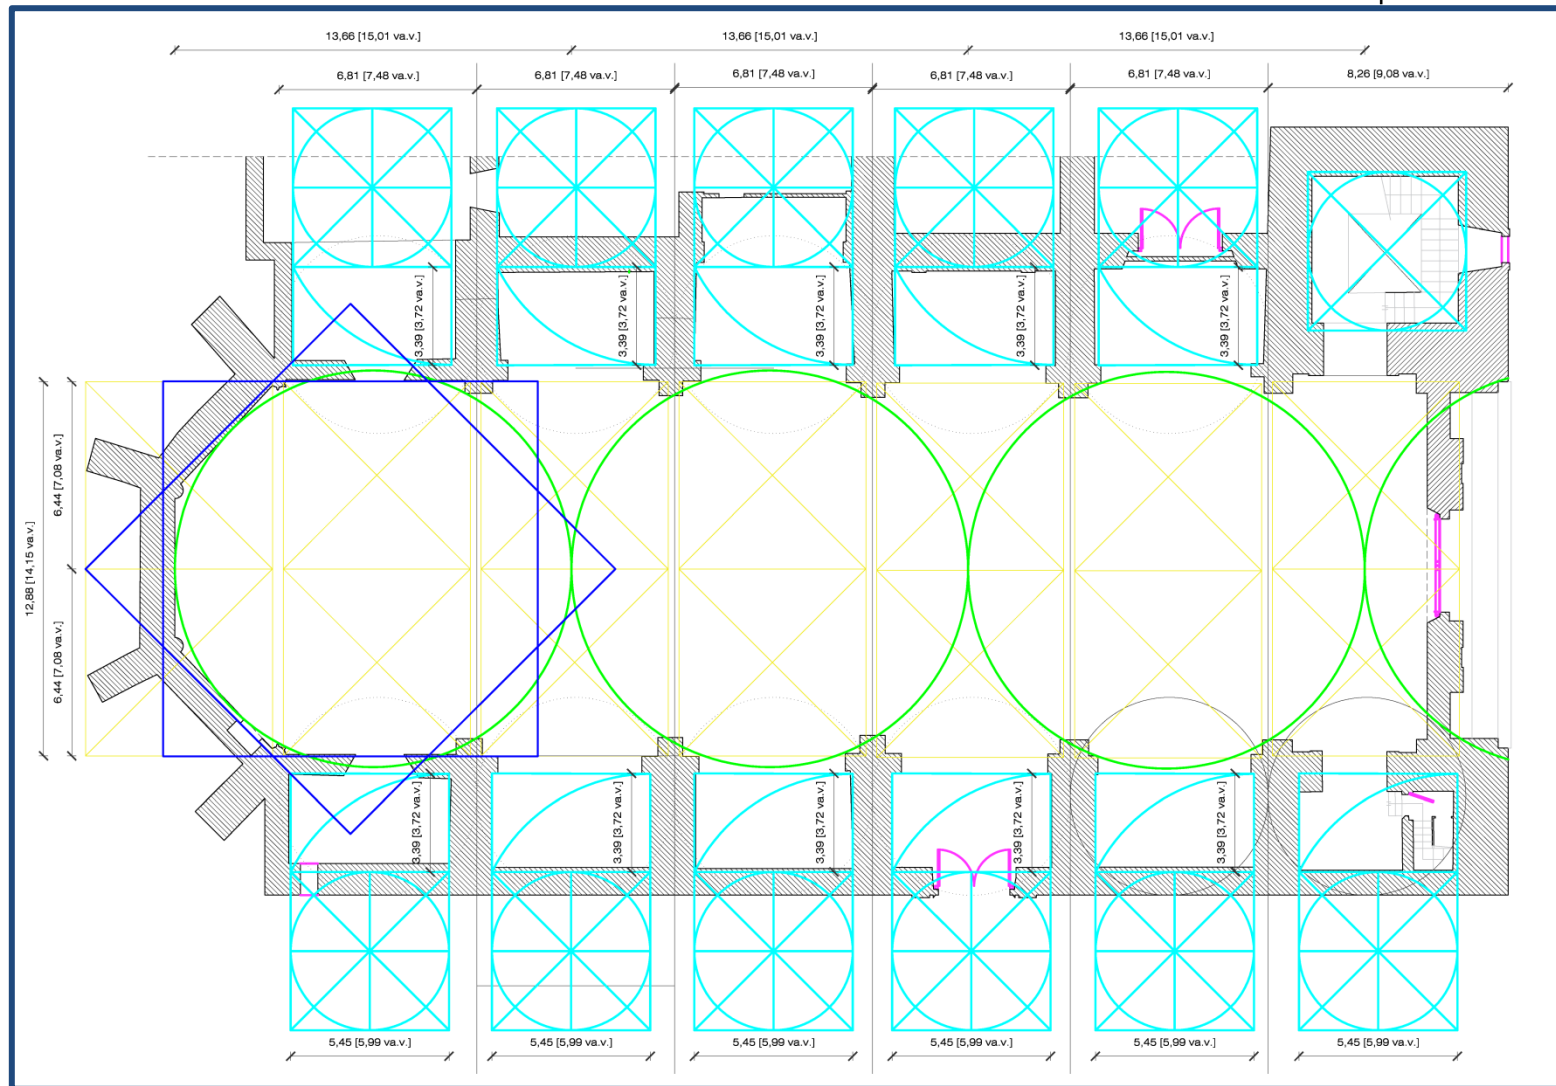 13,66 [15,01 va.v.]
13,66 [15,01 va.v.]
13,66 [15,01 va.v.]
6,81 [7,48 va.v.]
6,81 [7,48 va.v.]
6,81 [7,48 va.v.]
6,81 [7,48 va.v.]
6,81 [7,48 va.v.]
8,26 [9,08 va.v.]
3,39 [3,72 va.v.]
3,39 [3,72 va.v.]
3,39 [3,72 va.v.]
3,39 [3,72 va.v.]
3,39 [3,72 va.v.]
12,88 [14,15 va.v.]
6,44 [7,08 va.v.]
6,44 [7,08 va.v.]
3,39 [3,72 va.v.]
3,39 [3,72 va.v.]
3,39 [3,72 va.v.]
3,39 [3,72 va.v.]
3,39 [3,72 va.v.]
5,45 [5,99 va.v.]
5,45 [5,99 va.v.]
5,45 [5,99 va.v.]
5,45 [5,99 va.v.]
5,45 [5,99 va.v.]
5,45 [5,99 va.v.]